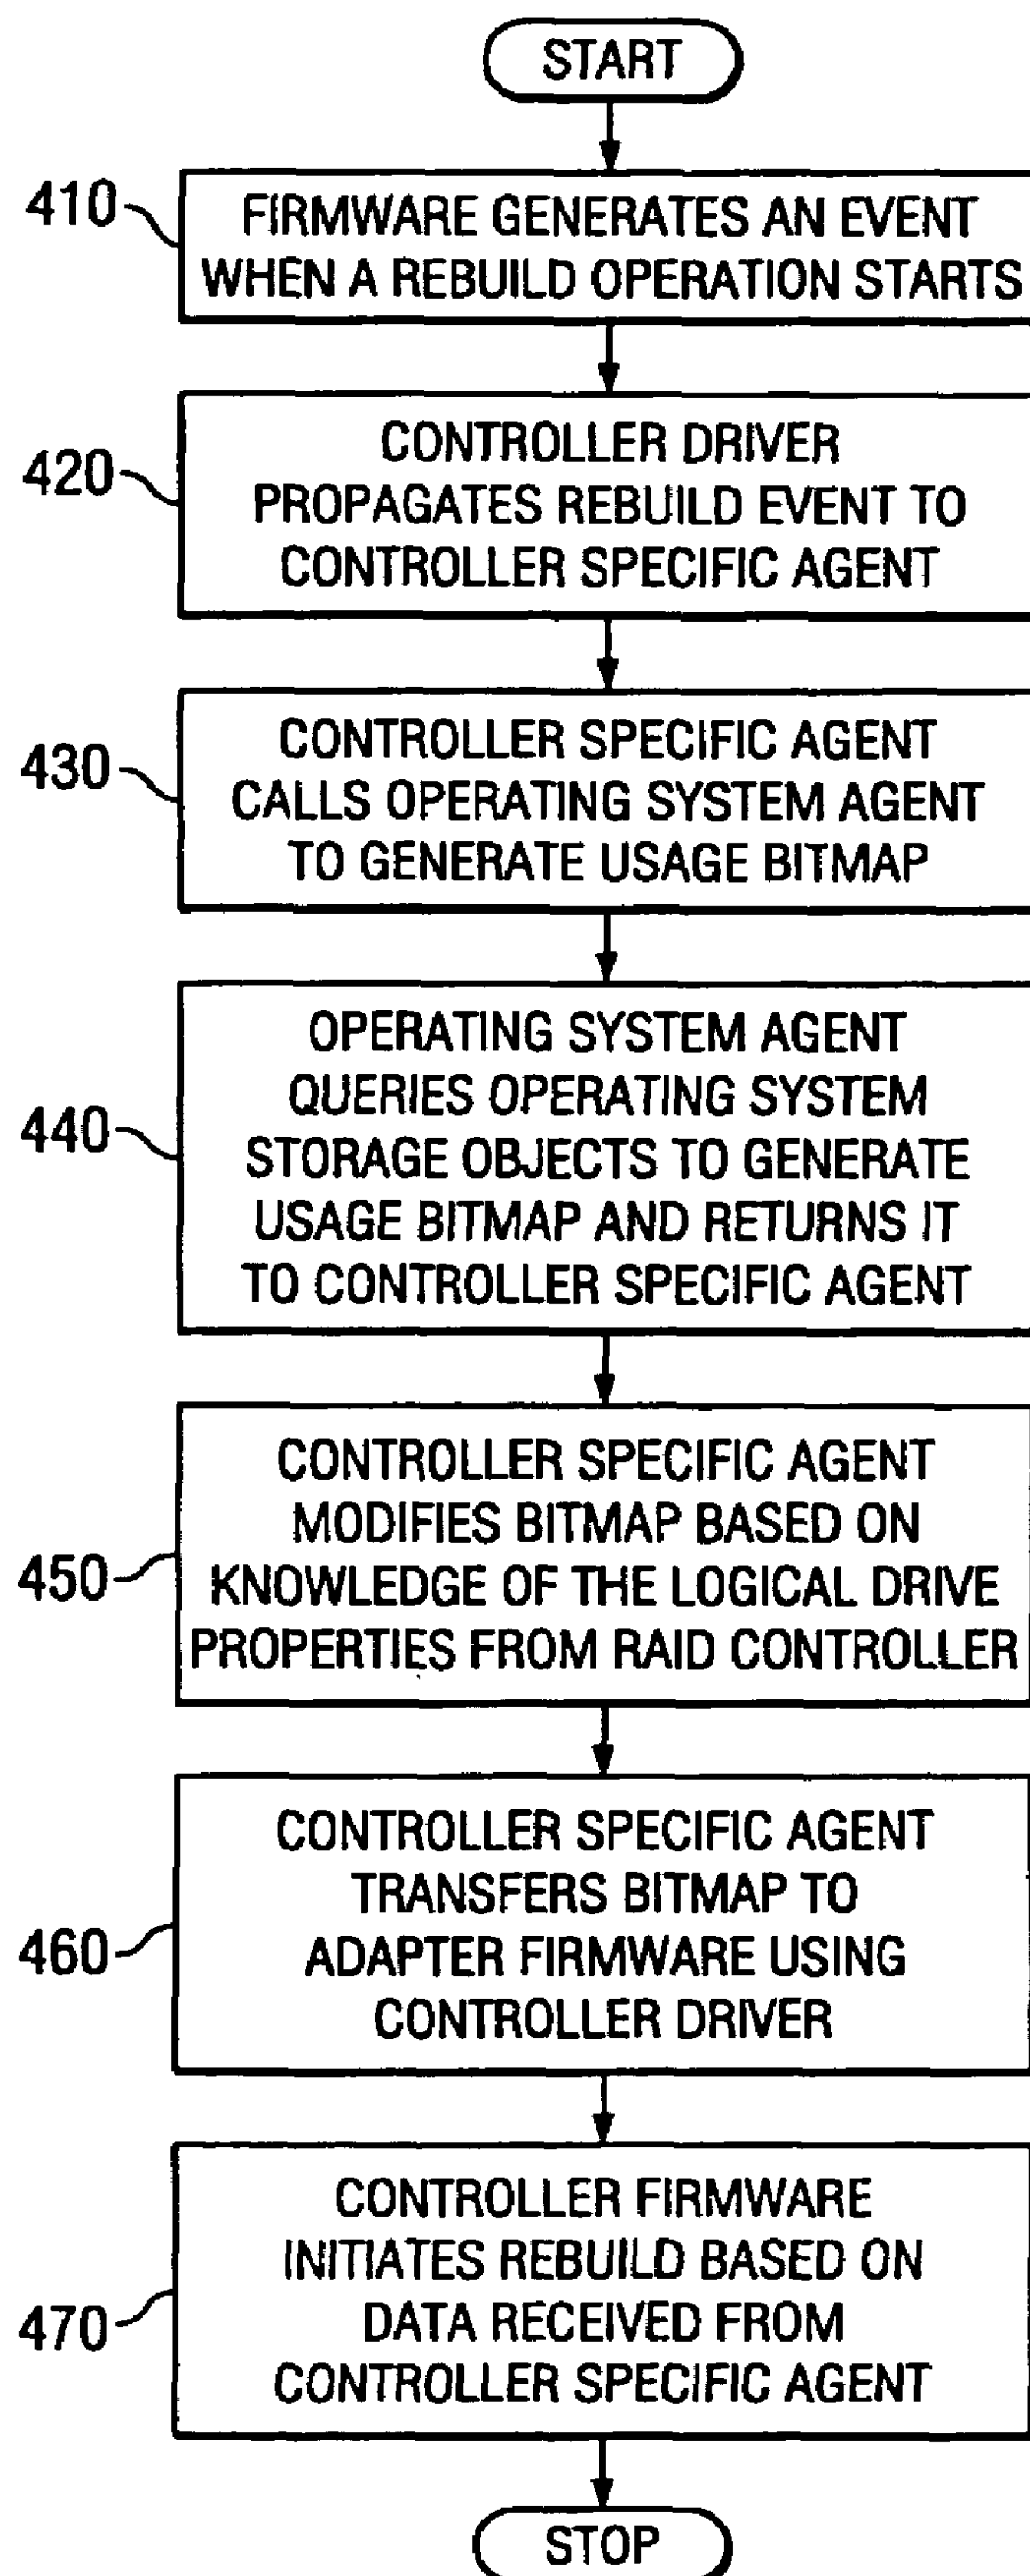 START
410
FIRMWARE GENERATES AN EVENT
WHEN A REBUILD OPERATION STARTS
420
CONTROLLER DRIVER
PROPAGATES REBUILD EVENT TO
CONTROLLER SPECIFIC AGENT
430
CONTROLLER SPECIFIC AGENT
CALLS OPERATING SYSTEM AGENT
TO GENERATE USAGE BITMAP
440
OPERATING SYSTEM AGENT
QUERIES OPERATING SYSTEM
STORAGE OBJECTS TO GENERATE
USAGE BITMAP AND RETURNS IT
TO CONTROLLER SPECIFIC AGENT
450
CONTROLLER SPECIFIC AGENT
MODIFIES BITMAP BASED ON
KNOWLEDGE OF THE LOGICAL DRIVE
PROPERTIES FROM RAID CONTROLLER
460
CONTROLLER SPECIFIC AGENT
TRANSFERS BITMAP TO
ADAPTER FIRMWARE USING
CONTROLLER DRIVER
470
CONTROLLER FIRMWARE
INITIATES REBUILD BASED ON
DATA RECEIVED FROM
CONTROLLER SPECIFIC AGENT
STOP